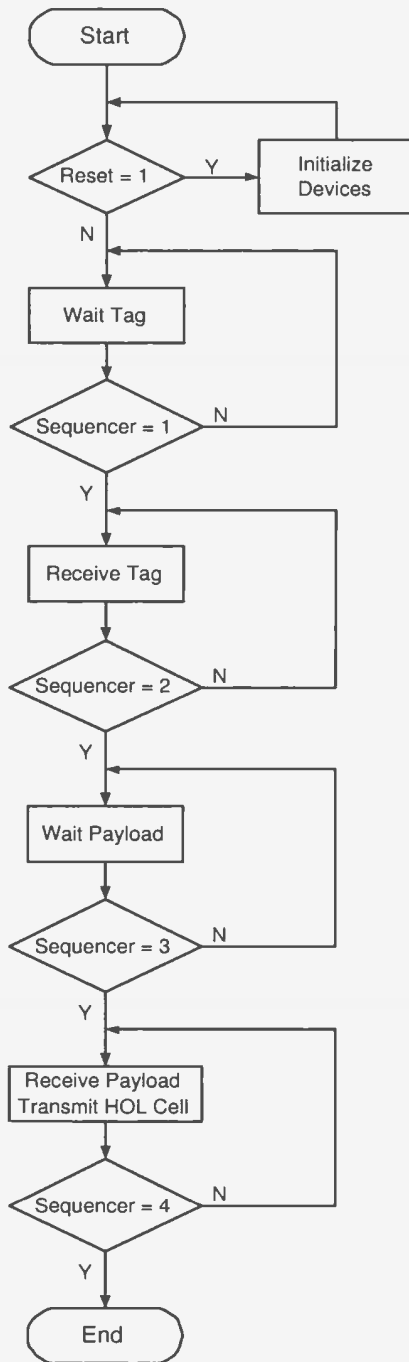 Start
Reset = 1
Y
Initialize
Devices
N
Wait Tag
Sequencer = 1
N
Y
Receive Tag
Sequencer = 2
N
Y
Wait Payload
Sequencer = 3
N
Y
Receive Payload
Transmit HOL Cell
Sequencer = 4
N
Y
End